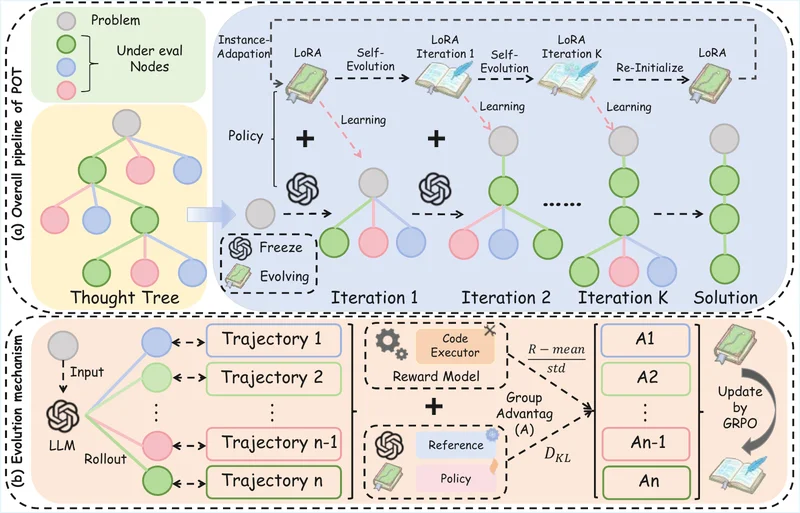 (a) Overall pipeline of POT
Problem
Under eval
Nodes
Thought Tree
Instance-
Adapation
LoRA
Self-
Evolution
LoRA
Iteration 1
Self-
Evolution
LoRA
Iteration K
Re-Initialize
LoRA
Policy
Learning
Learning
Learning
+
+
......
Freeze
Evolving
Iteration 1
Iteration 2
Iteration K
Solution
(b) Evolution mechanism
Input
LLM
Rollout
Trajectory 1
Trajectory 2
Trajectory n-1
Trajectory n
Code
Executor
Reward Model
+
Reference
Policy
R − mean
std
Group
Advantag
(A)
D_KL
A1
A2
An-1
An
Update
by
GRPO